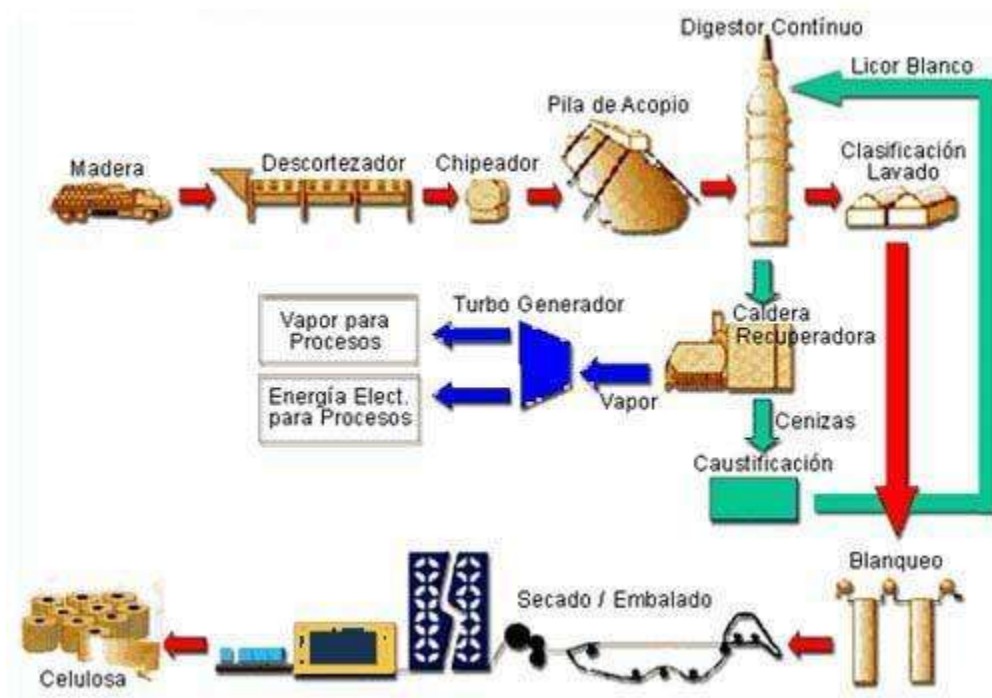 Digestor Contínuo
Licor Blanco
Pila de Acopio
Madera
Descortezador
Chipeador
Clasificación
Lavado
Turbo Generador
Vapor para
Procesos
Caldera
Recuperadora
Energía Elect.
para Procesos
Vapor
Cenizas
Caustificación
Blanqueo
Secado / Embalado
Celulosa